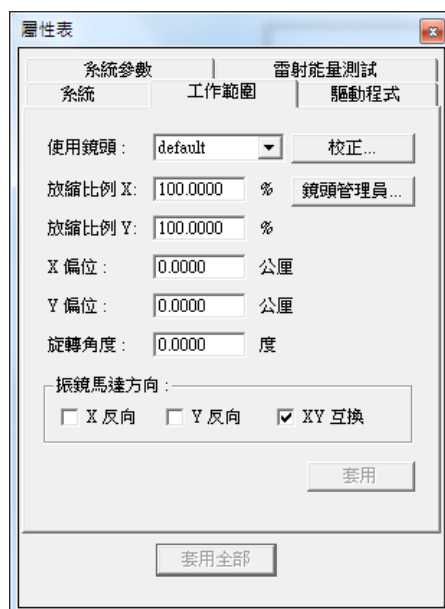 屬性表
系統參數 雷射能量測試
系統 工作範圍 驅動程式
使用鏡頭： default 校正...
放縮比例 X: 100.0000 % 鏡頭管理員...
放縮比例 Y: 100.0000 %
X 偏位： 0.0000 公厘
Y 偏位： 0.0000 公厘
旋轉角度： 0.0000 度
振鏡馬達方向：
X 反向 Y 反向 XY 互換
套用
套用全部